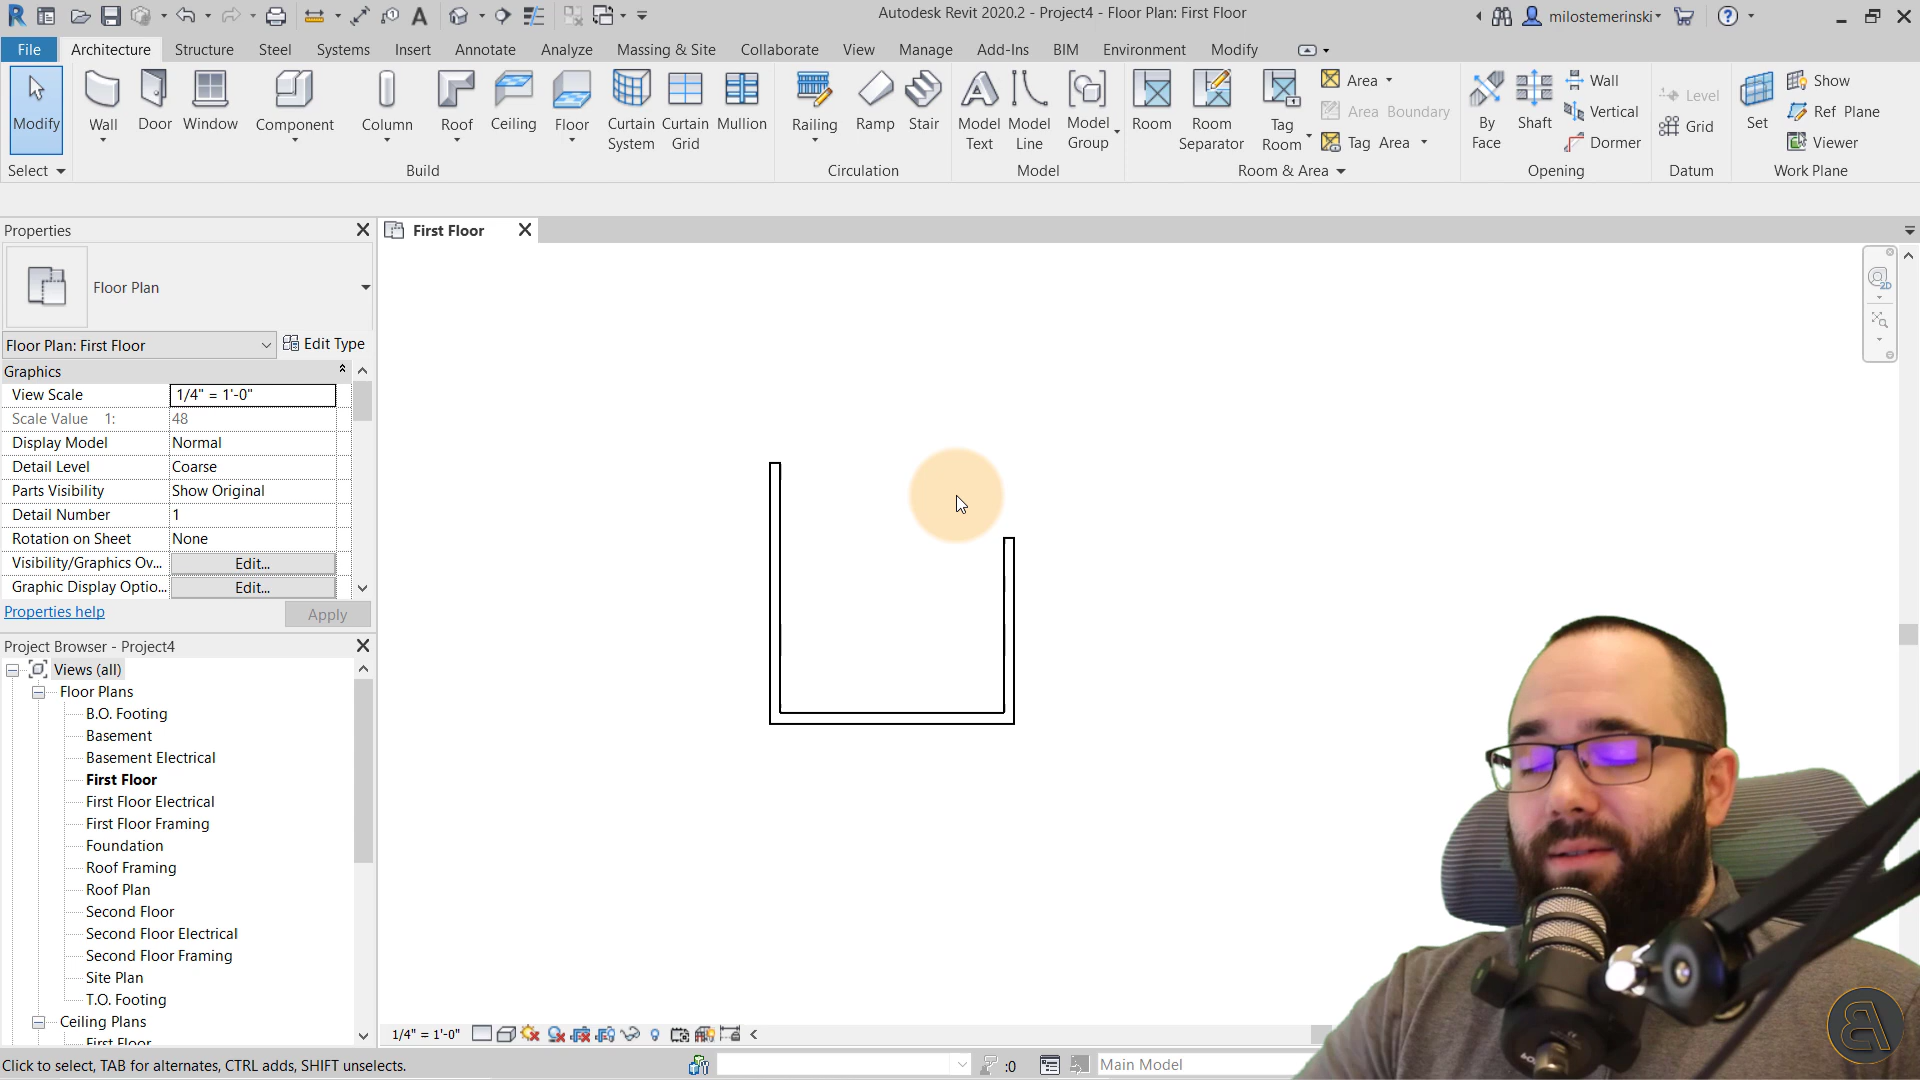 Autodesk Revit 2020.2 - Project4 - Floor Plan: First Floor
milostemerinski
File Architecture Structure Steel Systems Insert Annotate Analyze Massing & Site Collaborate View Manage Add-Ins BIM Environment Modify
Modify
Wall
Door
Window
Component
Column
Roof
Ceiling
Floor
Curtain System
Curtain Grid
Mullion
Railing
Ramp
Stair
Model Text
Model Line
Model Group
Room
Room Separator
Tag Room
Area
Area Boundary
Tag Area
By Face
Shaft
Wall
Vertical
Dormer
Level
Grid
Set
Show
Ref Plane
Viewer
Select Build Circulation Model Room & Area Opening Datum Work Plane
Properties
First Floor
2D
Floor Plan
Floor Plan: First Floor
Edit Type
Graphics
View Scale 1/4" = 1'-0"
Scale Value 1: 48
Display Model Normal
Detail Level Coarse
Parts Visibility Show Original
Detail Number 1
Rotation on Sheet None
Visibility/Graphics Ov... Edit...
Graphic Display Optio... Edit...
Properties help
Apply
Project Browser - Project4
Views (all)
Floor Plans
B.O. Footing
Basement
Basement Electrical
First Floor
First Floor Electrical
First Floor Framing
Foundation
Roof Framing
Roof Plan
Second Floor
Second Floor Electrical
Second Floor Framing
Site Plan
T.O. Footing
Ceiling Plans
First Floor
1/4" = 1'-0"
Click to select, TAB for alternates, CTRL adds, SHIFT unselects.
:0
Main Model